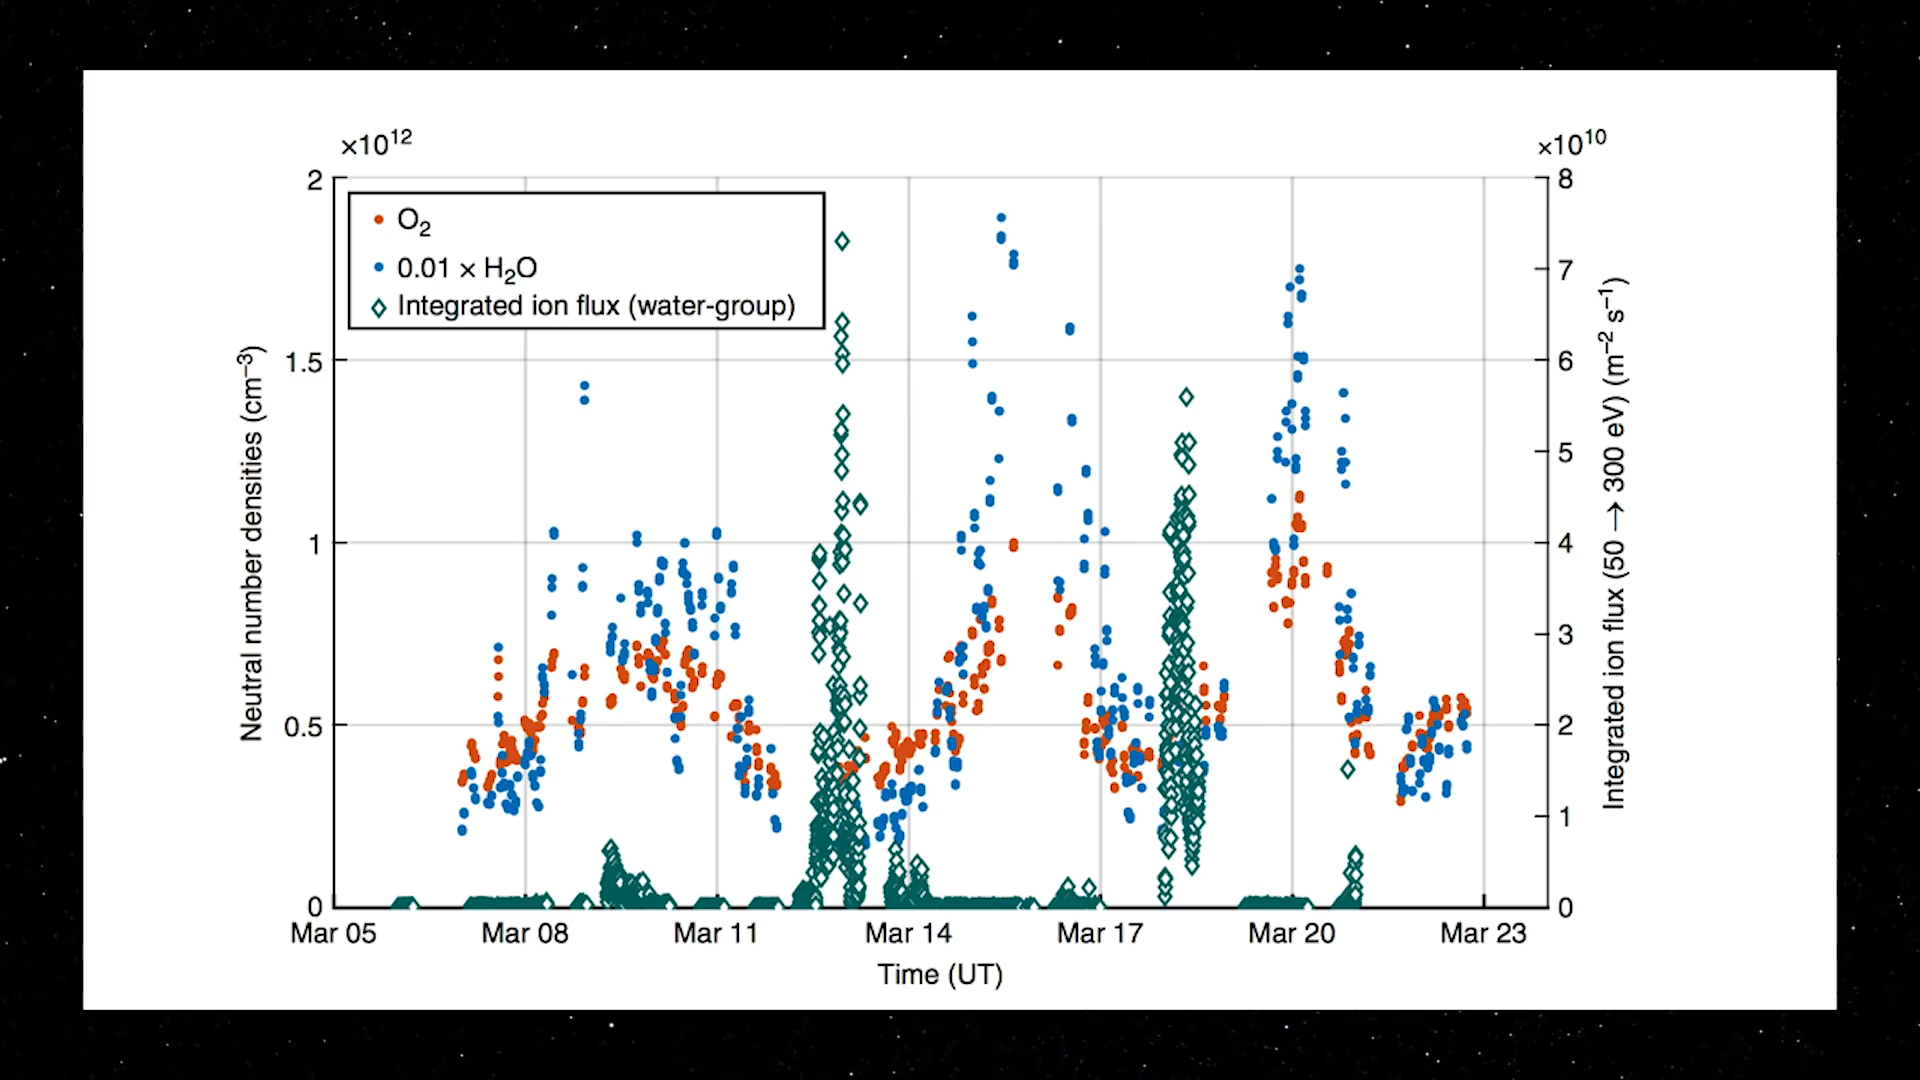 ×10¹²
×10¹⁰
2
1.5
1
0.5
0
8
7
6
5
4
3
2
1
0
O₂
0.01 × H₂O
Integrated ion flux (water-group)
Neutral number densities (cm⁻³)
Integrated ion flux (50 → 300 eV) (m⁻² s⁻¹)
Mar 05 Mar 08 Mar 11 Mar 14 Mar 17 Mar 20 Mar 23
Time (UT)